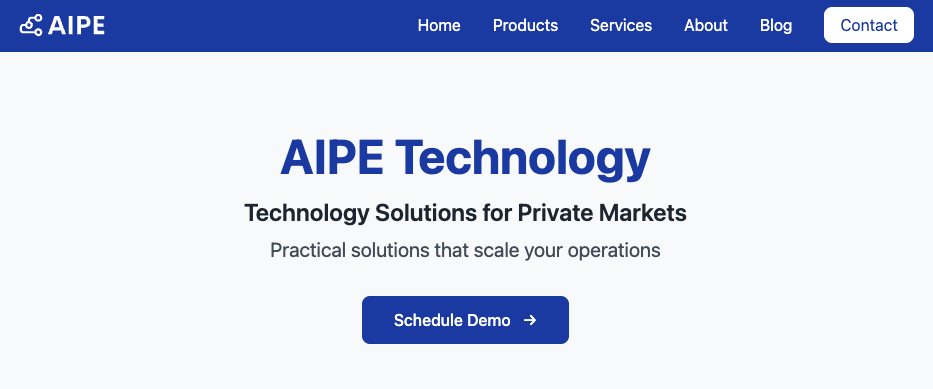 AIPE
Home Products Services About Blog Contact
AIPE Technology
Technology Solutions for Private Markets
Practical solutions that scale your operations
Schedule Demo →